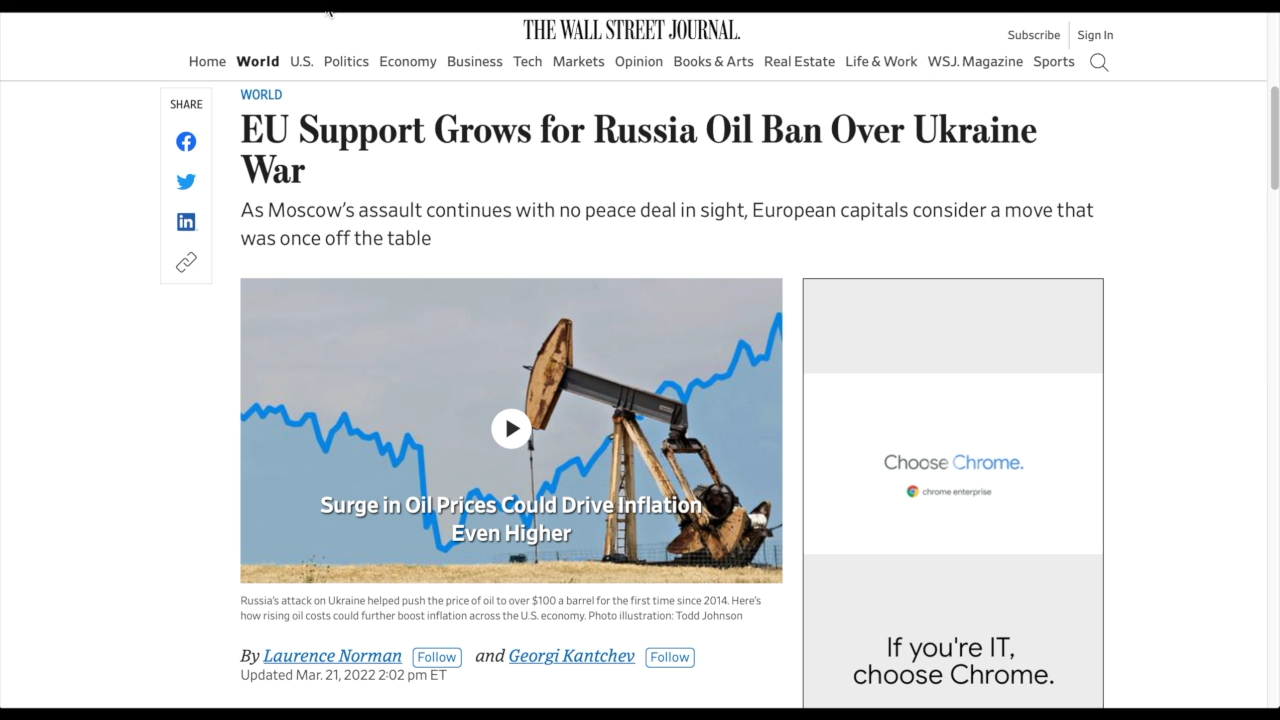 THE WALL STREET JOURNAL.
Subscribe
Sign In
Home World U.S. Politics Economy Business Tech Markets Opinion Books & Arts Real Estate Life & Work WSJ. Magazine Sports
SHARE
WORLD
EU Support Grows for Russia Oil Ban Over Ukraine
War
As Moscow’s assault continues with no peace deal in sight, European capitals consider a move that
was once off the table
Surge in Oil Prices Could Drive Inflation
Even Higher
Russia’s attack on Ukraine helped push the price of oil to over $100 a barrel for the first time since 2014. Here’s
how rising oil costs could further boost inflation across the U.S. economy. Photo illustration: Todd Johnson
By Laurence Norman Follow and Georgi Kantchev Follow
Updated Mar. 21, 2022 2:02 pm ET
Choose Chrome.
chrome enterprise
If you're IT,
choose Chrome.